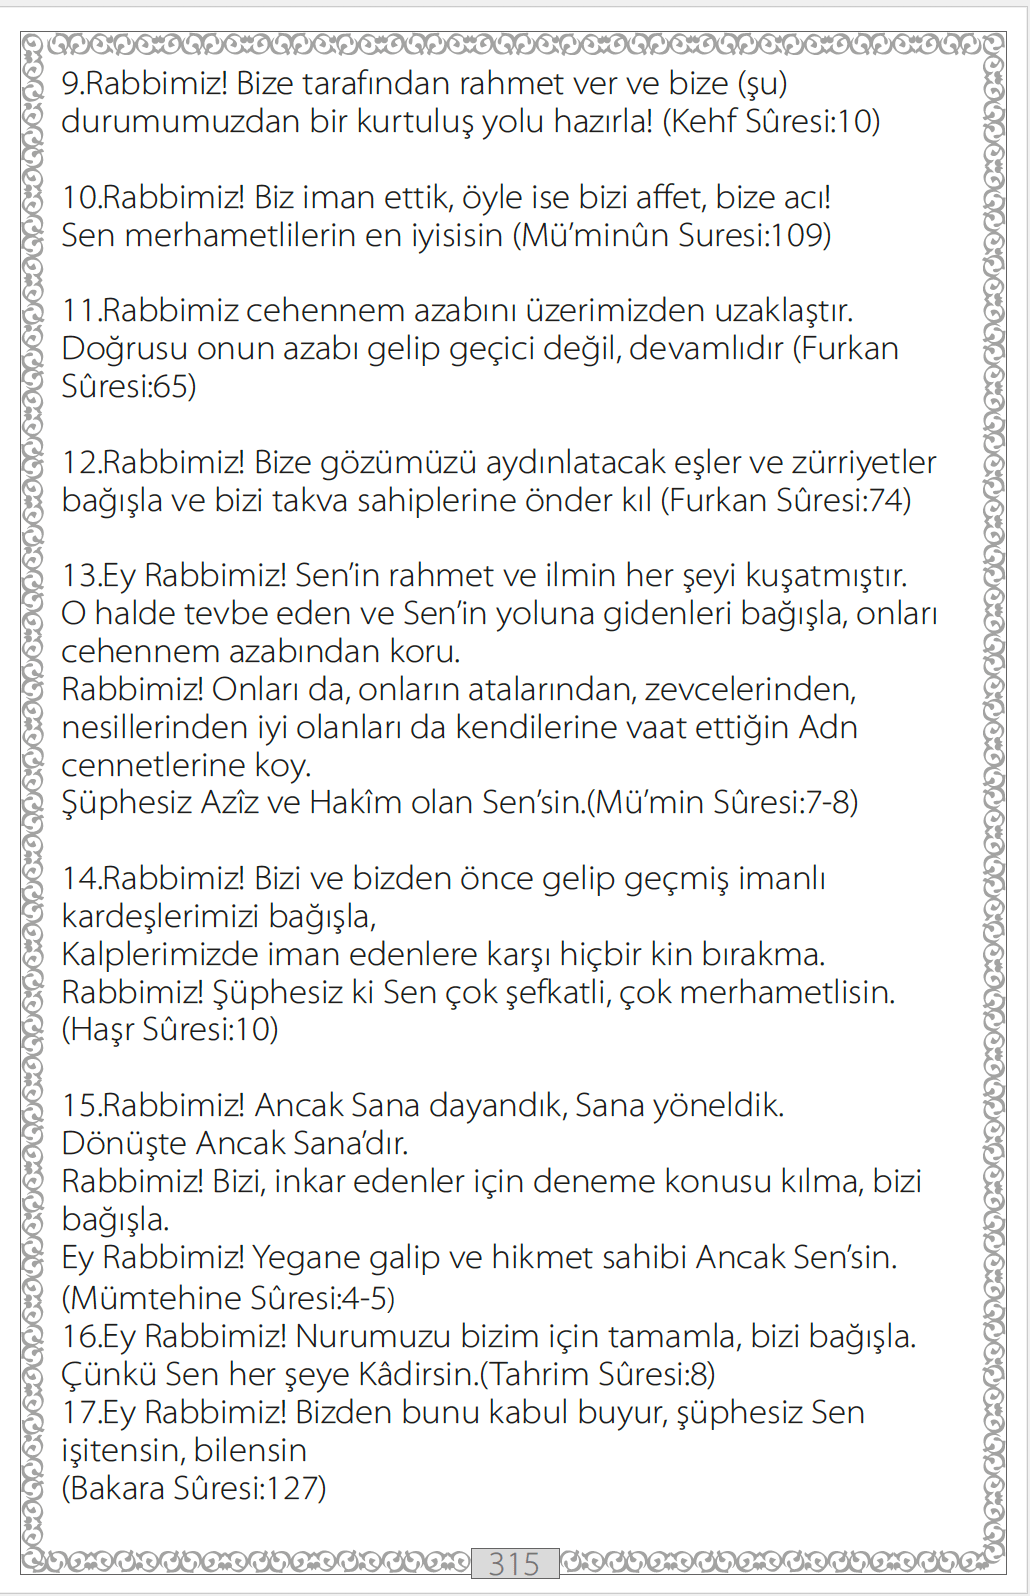 9.Rabbimiz! Bize tarafından rahmet ver ve bize (şu)
durumumuzdan bir kurtuluş yolu hazırla! (Kehf Sûresi:10)
10.Rabbimiz! Biz iman ettik, öyle ise bizi affet, bize acı!
Sen merhametlilerin en iyisisin (Mü’minûn Suresi:109)
11.Rabbimiz cehennem azabını üzerimizden uzaklaştır.
Doğrusu onun azabı gelip geçici değil, devamlıdır (Furkan
Sûresi:65)
12.Rabbimiz! Bize gözümüzü aydınlatacak eşler ve zürriyetler
bağışla ve bizi takva sahiplerine önder kıl (Furkan Sûresi:74)
13.Ey Rabbimiz! Sen’in rahmet ve ilmin her şeyi kuşatmıştır.
O halde tevbe eden ve Sen’in yoluna gidenleri bağışla, onları
cehennem azabından koru.
Rabbimiz! Onları da, onların atalarından, zevcelerinden,
nesillerinden iyi olanları da kendilerine vaat ettiğin Adn
cennetlerine koy.
Şüphesiz Azîz ve Hakîm olan Sen’sin.(Mü’min Sûresi:7-8)
14.Rabbimiz! Bizi ve bizden önce gelip geçmiş imanlı
kardeşlerimizi bağışla,
Kalplerimizde iman edenlere karşı hiçbir kin bırakma.
Rabbimiz! Şüphesiz ki Sen çok şefkatli, çok merhametlisin.
(Haşr Sûresi:10)
15.Rabbimiz! Ancak Sana dayandık, Sana yöneldik.
Dönüşte Ancak Sana’dır.
Rabbimiz! Bizi, inkar edenler için deneme konusu kılma, bizi
bağışla.
Ey Rabbimiz! Yegane galip ve hikmet sahibi Ancak Sen’sin.
(Mümtehine Sûresi:4-5)
16.Ey Rabbimiz! Nurumuzu bizim için tamamla, bizi bağışla.
Çünkü Sen her şeye Kâdirsin.(Tahrim Sûresi:8)
17.Ey Rabbimiz! Bizden bunu kabul buyur, şüphesiz Sen
işitensin, bilensin
(Bakara Sûresi:127)
315